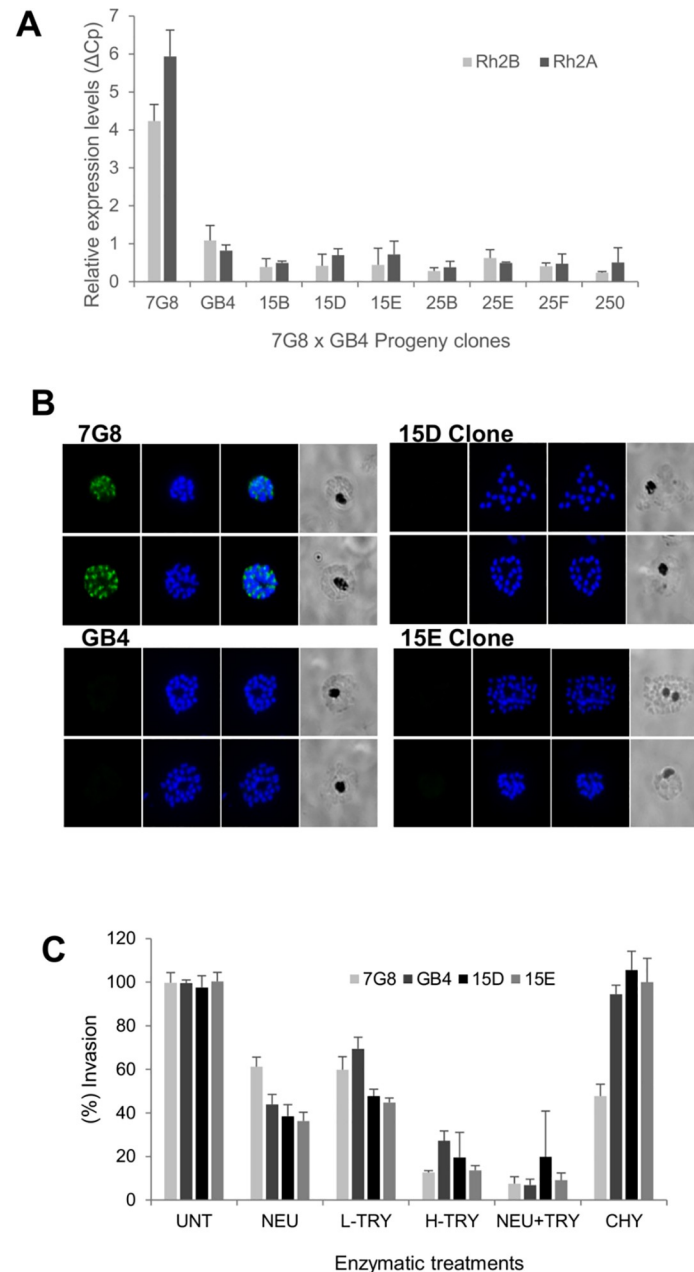 A
Relative expression levels (ΔCp)
7
6
5
4
3
2
1
0
Rh2B Rh2A
7G8 GB4 15B 15D 15E 25B 25E 25F 250
7G8 x GB4 Progeny clones
B
7G8
15D Clone
GB4
15E Clone
C
(%) Invasion
120
100
80
60
40
20
0
7G8 GB4 15D 15E
UNT NEU L-TRY H-TRY NEU+TRY CHY
Enzymatic treatments